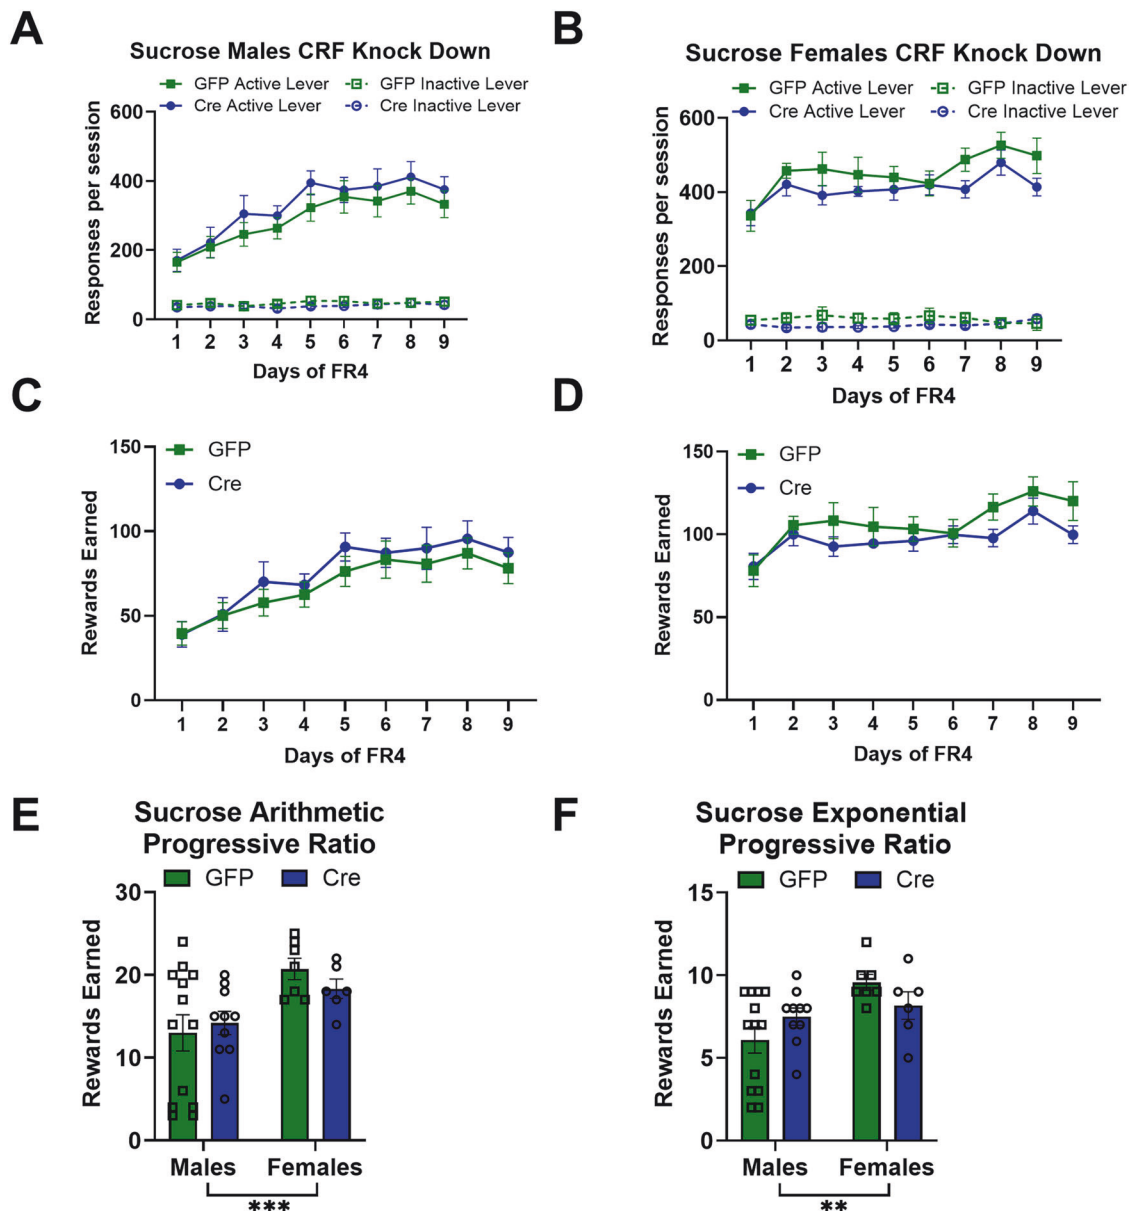 A
Sucrose Males CRF Knock Down
GFP Active Lever GFP Inactive Lever
Cre Active Lever Cre Inactive Lever
Responses per session
600
400
200
0
1 2 3 4 5 6 7 8 9
Days of FR4
B
Sucrose Females CRF Knock Down
GFP Active Lever GFP Inactive Lever
Cre Active Lever Cre Inactive Lever
Responses per session
600
400
200
0
1 2 3 4 5 6 7 8 9
Days of FR4
C
GFP
Cre
Rewards Earned
150
100
50
0
1 2 3 4 5 6 7 8 9
Days of FR4
D
GFP
Cre
Rewards Earned
150
100
50
0
1 2 3 4 5 6 7 8 9
Days of FR4
E
Sucrose Arithmetic
Progressive Ratio
GFP Cre
Rewards Earned
30
20
10
0
Males Females
***
F
Sucrose Exponential
Progressive Ratio
GFP Cre
Rewards Earned
15
10
5
0
Males Females
**